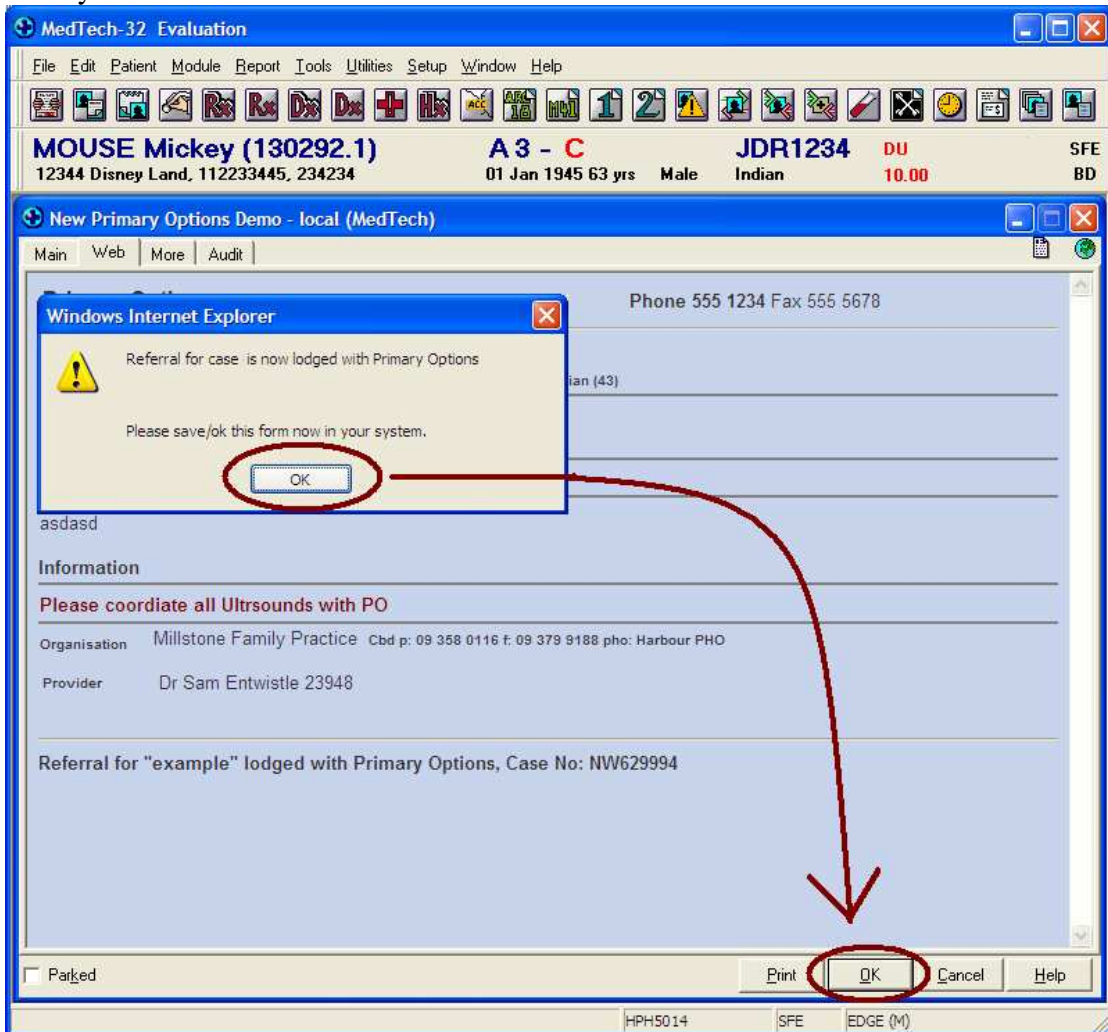 MedTech-32 Evaluation
File Edit Patient Module Report Tools Utilities Setup Window Help
MOUSE Mickey (130292.1) A 3 - C JDR1234 DU SFE
12344 Disney Land, 112233445, 234234 01 Jan 1945 63 yrs Male Indian 10.00 BD
New Primary Options Demo - local (MedTech)
Main Web More Audit
Phone 555 1234 Fax 555 5678
Windows Internet Explorer
Referral for case is now lodged with Primary Options
ian (43)
Please save/ok this form now in your system.
OK
asdasd
Information
Please coordiate all Ultrsounds with PO
Organisation Millstone Family Practice Cbd p: 09 358 0116 f: 09 379 9188 pho: Harbour PHO
Provider Dr Sam Entwistle 23948
Referral for "example" lodged with Primary Options, Case No: NW629994
Parked Print OK Cancel Help
HPH5014 SFE EDGE (M)